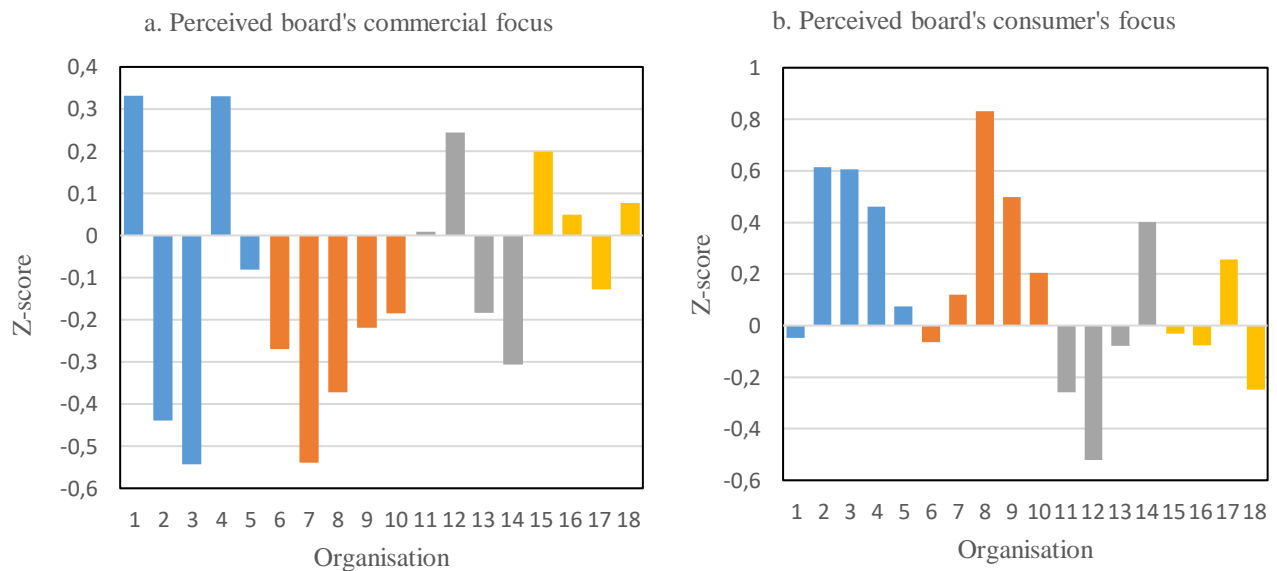 a. Perceived board's commercial focus
0,4
0,3
0,2
0,1
0
-0,1
-0,2
-0,3
-0,4
-0,5
-0,6
Z-score
1 2 3 4 5 6 7 8 9 10 11 12 13 14 15 16 17 18
Organisation
b. Perceived board's consumer's focus
1
0,8
0,6
0,4
0,2
0
-0,2
-0,4
-0,6
Z-score
1 2 3 4 5 6 7 8 9 10 11 12 13 14 15 16 17 18
Organisation